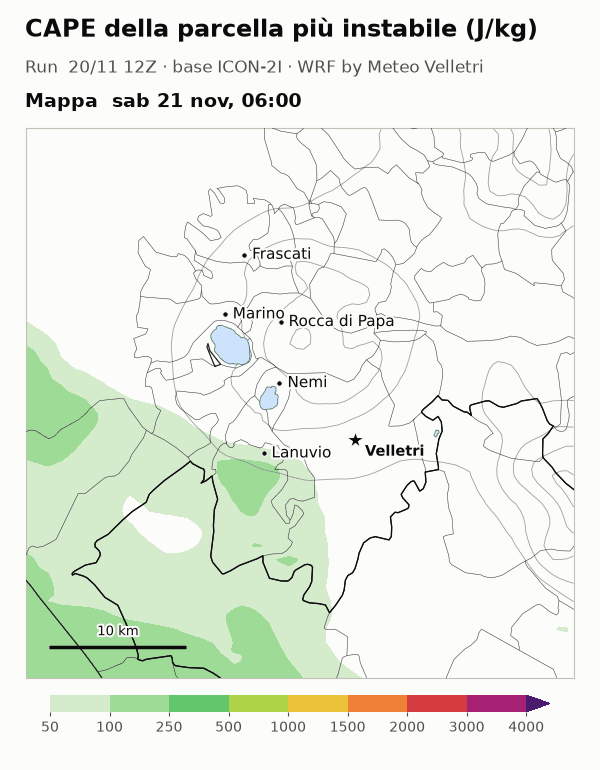 CAPE della parcella più instabile (J/kg)
Run  20/11 12Z · base ICON-2I · WRF by Meteo Velletri
Mappa  sab 21 nov, 06:00
Frascati
Marino
Rocca di Papa
Nemi
Velletri
Lanuvio
10 km
50 100 250 500 1000 1500 2000 3000 4000